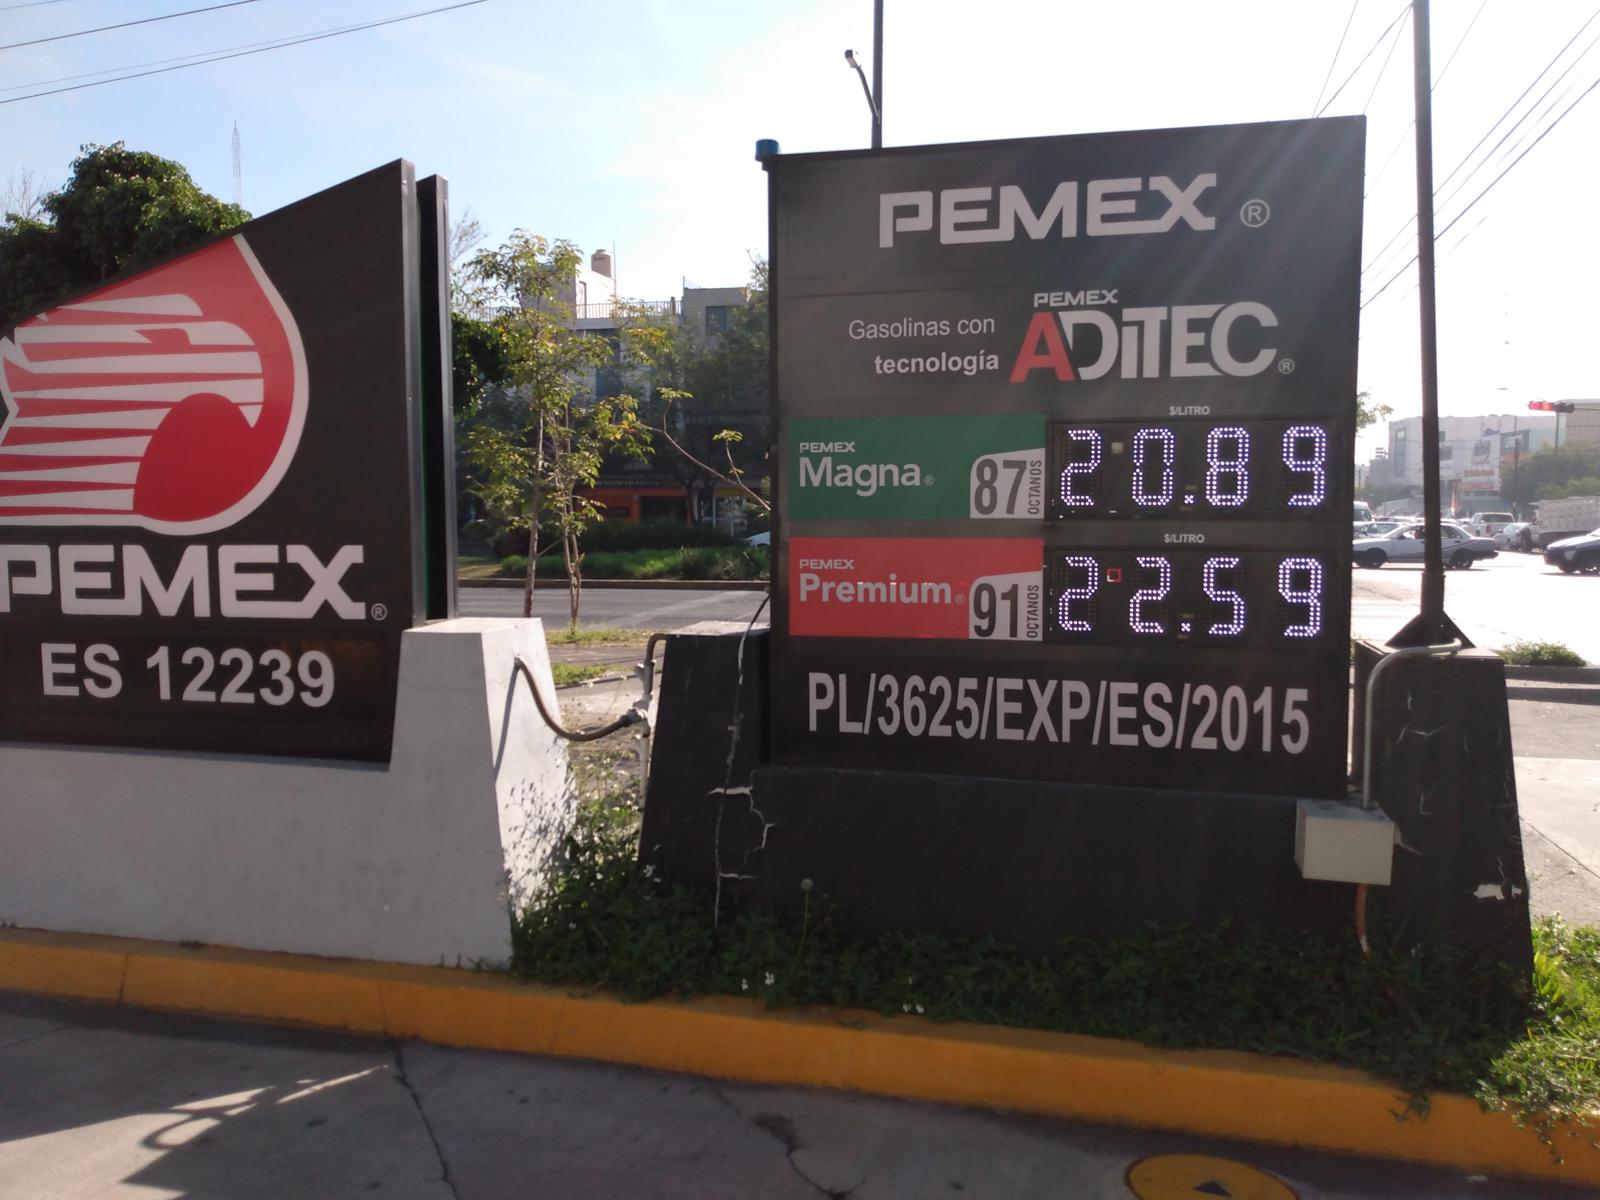 PEMEX®
ES 12239
PEMEX®
PEMEX
Gasolinas con
tecnología ADITEC®
$/LITRO
PEMEX
Magna® 87 OCTANOS 20.89
$/LITRO
PEMEX
Premium® 91 OCTANOS 22.59
PL/3625/EXP/ES/2015